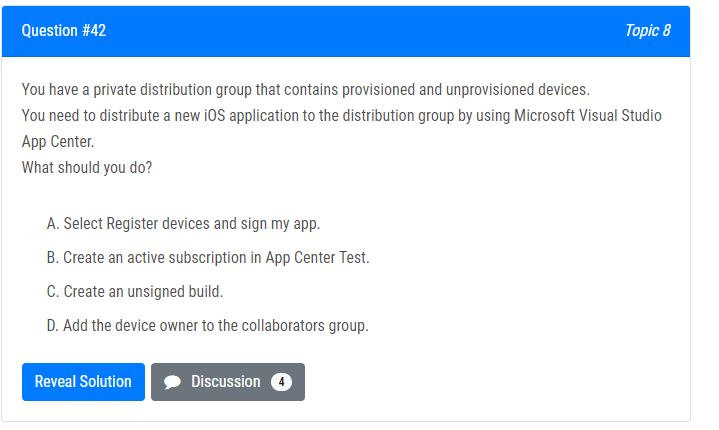 Question #42
Topic 8
You have a private distribution group that contains provisioned and unprovisioned devices.
You need to distribute a new iOS application to the distribution group by using Microsoft Visual Studio
App Center.
What should you do?
A. Select Register devices and sign my app.
B. Create an active subscription in App Center Test.
C. Create an unsigned build.
D. Add the device owner to the collaborators group.
Reveal Solution
Discussion 4